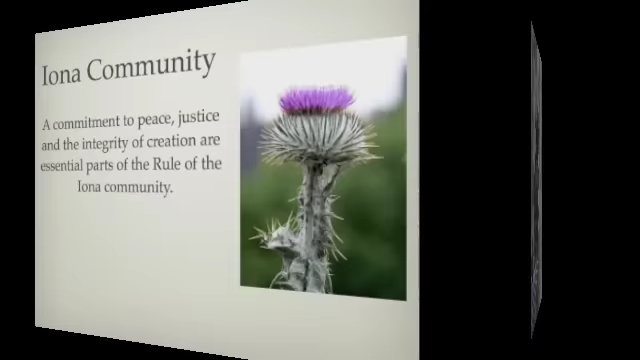 Iona Community
A commitment to peace, justice
and the integrity of creation are
essential parts of the Rule of the
Iona community.